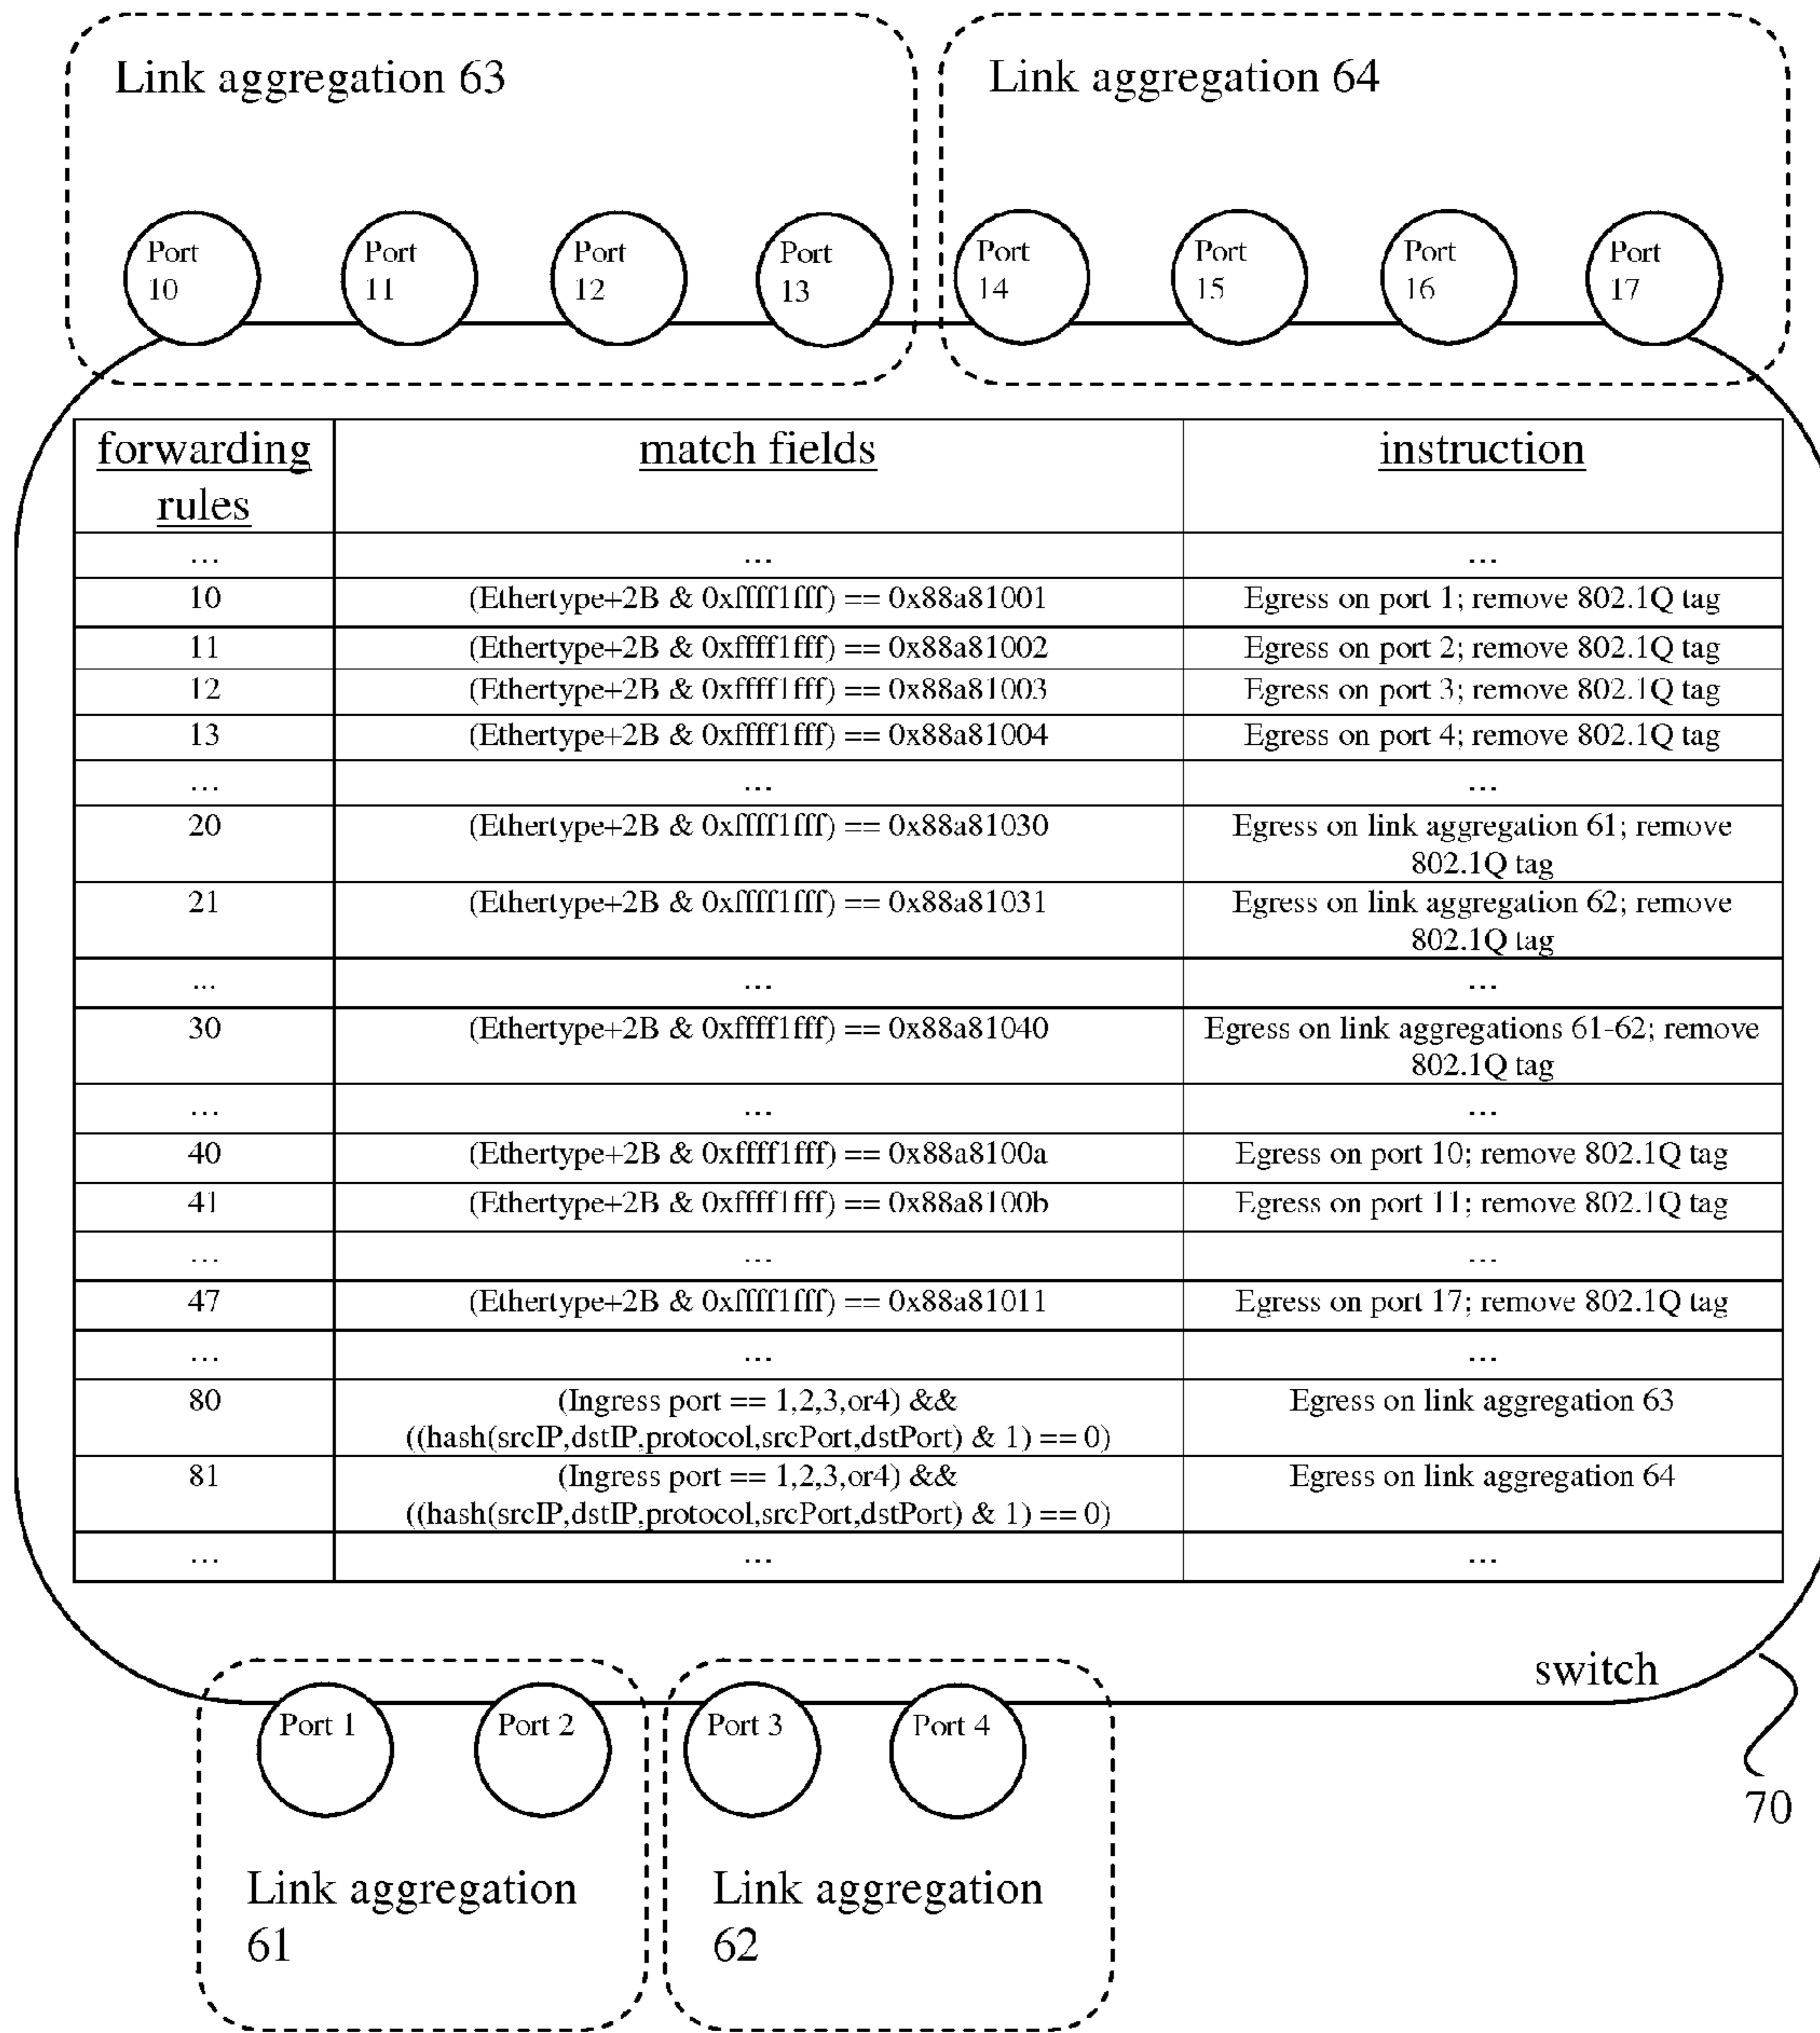 Link aggregation 63
Link aggregation 64
Port
10
Port
11
Port
12
Port
13
Port
14
Port
15
Port
16
Port
17
forwarding
rules
match fields
instruction
... ... ...
10 (Ethertype+2B & 0xffff1fff) == 0x88a81001 Egress on port 1; remove 802.1Q tag
11 (Ethertype+2B & 0xffff1fff) == 0x88a81002 Egress on port 2; remove 802.1Q tag
12 (Ethertype+2B & 0xffff1fff) == 0x88a81003 Egress on port 3; remove 802.1Q tag
13 (Ethertype+2B & 0xffff1fff) == 0x88a81004 Egress on port 4; remove 802.1Q tag
... ... ...
20 (Ethertype+2B & 0xffff1fff) == 0x88a81030 Egress on link aggregation 61; remove
802.1Q tag
21 (Ethertype+2B & 0xffff1fff) == 0x88a81031 Egress on link aggregation 62; remove
802.1Q tag
... ... ...
30 (Ethertype+2B & 0xffff1fff) == 0x88a81040 Egress on link aggregations 61-62; remove
802.1Q tag
... ... ...
40 (Ethertype+2B & 0xffff1fff) == 0x88a8100a Egress on port 10; remove 802.1Q tag
41 (Ethertype+2B & 0xffff1fff) == 0x88a8100b Egress on port 11; remove 802.1Q tag
... ... ...
47 (Ethertype+2B & 0xffff1fff) == 0x88a81011 Egress on port 17; remove 802.1Q tag
... ... ...
80 (Ingress port == 1,2,3,or4) && Egress on link aggregation 63
((hash(srcIP,dstIP,protocol,srcPort,dstPort) & 1) == 0)
81 (Ingress port == 1,2,3,or4) && Egress on link aggregation 64
((hash(srcIP,dstIP,protocol,srcPort,dstPort) & 1) == 0)
... ... ...
switch
Port 1
Port 2
Port 3
Port 4
70
Link aggregation
61
Link aggregation
62